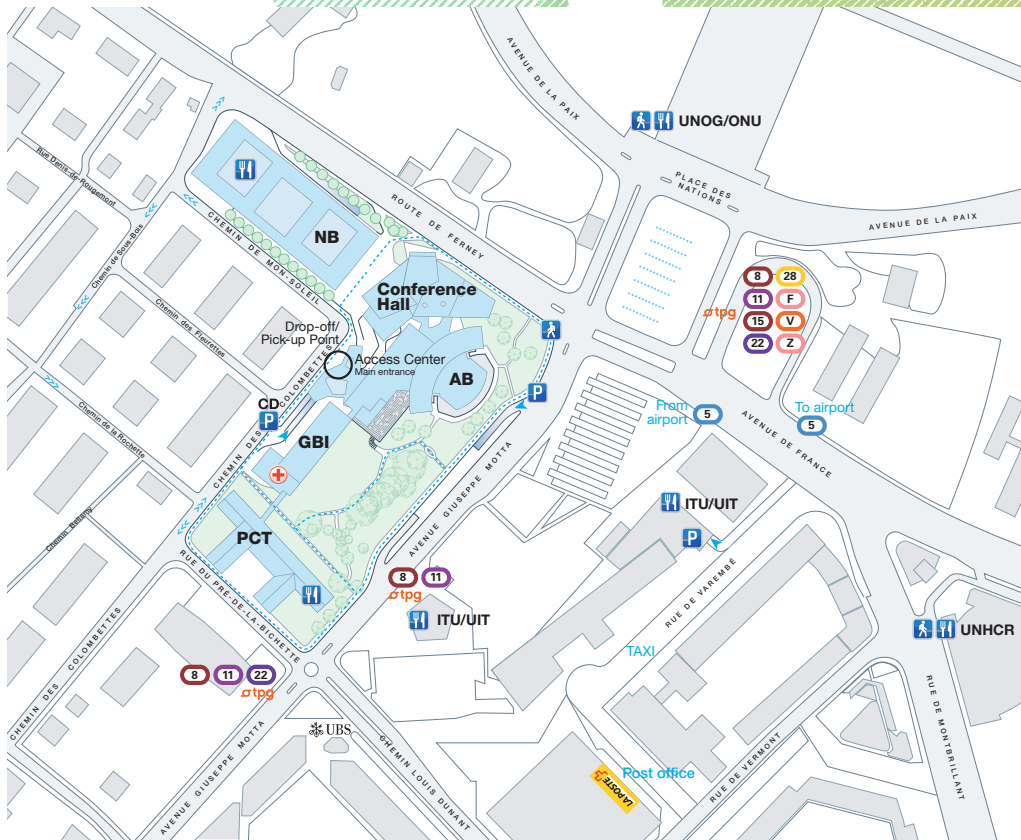 AVENUE DE LA PAIX
UNOG/ONU
Rue Denis-de-Rougemont
PLACE DES
NATIONS
ROUTE DE FERNEY
AVENUE DE LA PAIX
Chemin de Sous-Bois
CHEMIN DE MON-SOLEIL
NB
Conference
Hall
8
28
11
F
tpg
15
V
22
Z
Chemin des Fleurettes
Drop-off/
Pick-up Point
Access Center
Main entrance
AB
P
CD
P
From
airport
5
To airport
5
AVENUE DE FRANCE
Chemin de la Rochette
CHEMIN DES COLOMBETTES
GBI
AVENUE GIUSEPPE MOTTA
ITU/UIT
P
Chemin Bellany
PCT
RUE DU PRÉ-DE-LA-BICHETTE
8
11
tpg
ITU/UIT
RUE DE VAREMBÉ
UNHCR
TAXI
CHEMIN DES COLOMBETTES
8
11
22
tpg
UBS
AVENUE GIUSEPPE MOTTA
CHEMIN LOUIS DUNANT
Post office
LA POSTE
RUE DE VERMONT
RUE DE MONTBRILLANT